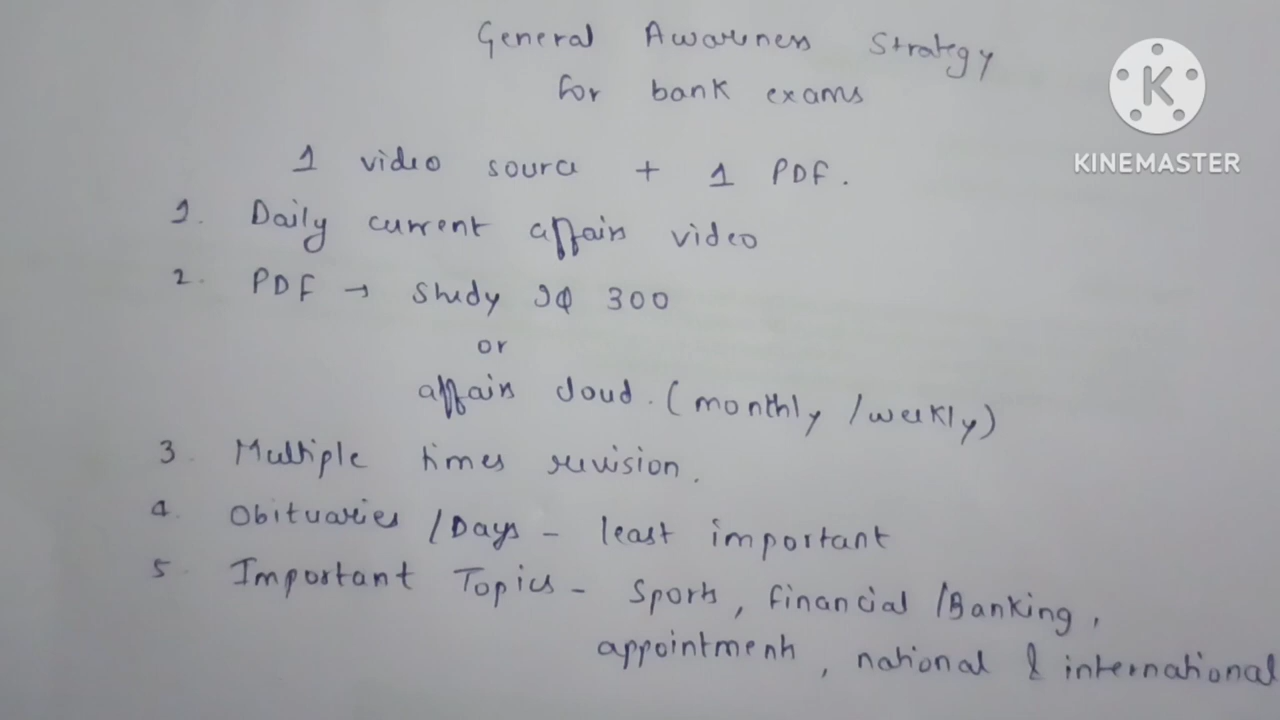 General Awareness Strategy
for bank exams
K
KINEMASTER
1 video source + 1 PDF.
1. Daily current affairs video
2. PDF → Study IQ 300
or
affairs cloud. (monthly /weekly)
3. Multiple times revision.
4. Obituaries /Days - least important
5. Important Topics - Sports, financial /Banking,
appointment, national & international